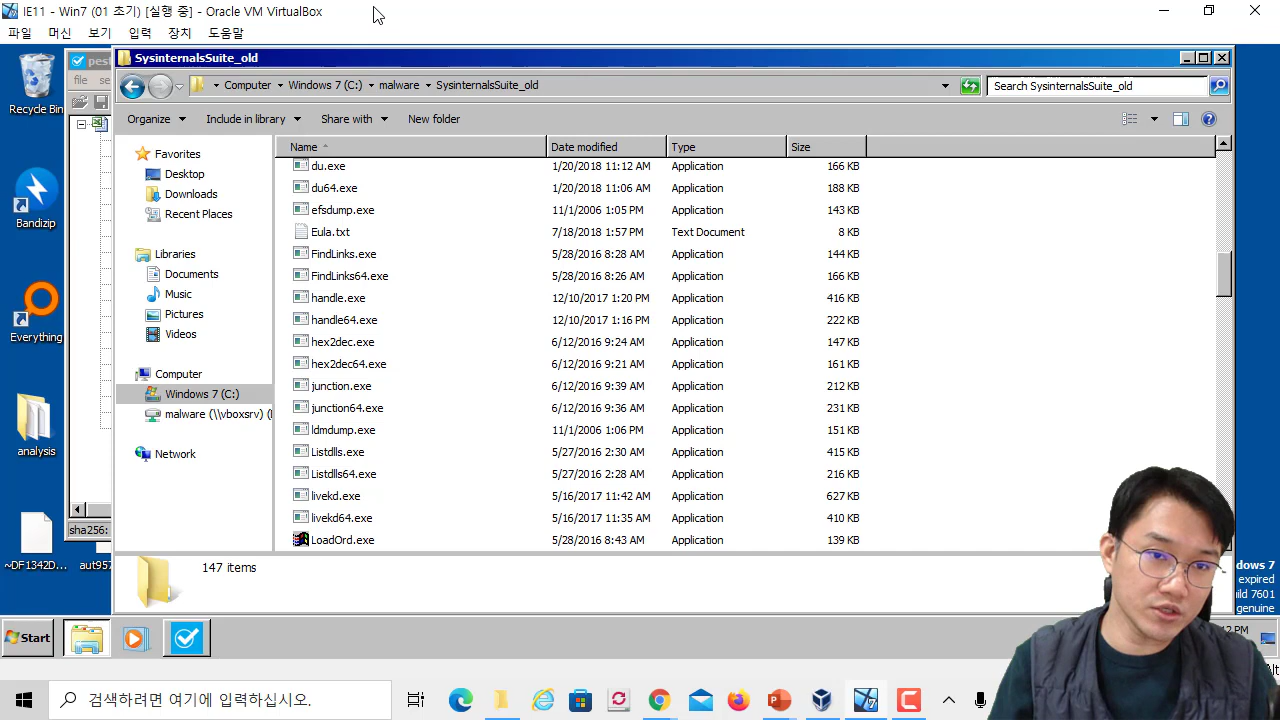 IE11 - Win7 (01 초기) [실행 중] - Oracle VM VirtualBox
파일 머신 보기 입력 장치 도움말
SysinternalsSuite_old
Computer Windows 7 (C:) malware SysinternalsSuite_old
Search SysinternalsSuite_old
Organize Include in library Share with New folder
Name Date modified Type Size
du.exe 1/20/2018 11:12 AM Application 166 KB
du64.exe 1/20/2018 11:06 AM Application 188 KB
efsdump.exe 11/1/2006 1:05 PM Application 143 KB
Eula.txt 7/18/2018 1:57 PM Text Document 8 KB
FindLinks.exe 5/28/2016 8:28 AM Application 144 KB
FindLinks64.exe 5/28/2016 8:26 AM Application 166 KB
handle.exe 12/10/2017 1:20 PM Application 416 KB
handle64.exe 12/10/2017 1:16 PM Application 222 KB
hex2dec.exe 6/12/2016 9:24 AM Application 147 KB
hex2dec64.exe 6/12/2016 9:21 AM Application 161 KB
junction.exe 6/12/2016 9:39 AM Application 212 KB
junction64.exe 6/12/2016 9:36 AM Application 231 KB
ldmdump.exe 11/1/2006 1:06 PM Application 151 KB
Listdlls.exe 5/27/2016 2:30 AM Application 415 KB
Listdlls64.exe 5/27/2016 2:28 AM Application 216 KB
livekd.exe 5/16/2017 11:42 AM Application 627 KB
livekd64.exe 5/16/2017 11:35 AM Application 410 KB
LoadOrd.exe 5/28/2016 8:43 AM Application 139 KB
Favorites
Desktop
Downloads
Recent Places
Libraries
Documents
Music
Pictures
Videos
Computer
Windows 7 (C:)
malware (\\vboxsrv) (
Network
147 items
pest
file se
sha256:
Recycle Bin
Bandizip
Everything
analysis
~DF1342D...
aut957
dows 7
expired
ild 7601
genuine
Start
12 PM
검색하려면 여기에 입력하십시오.